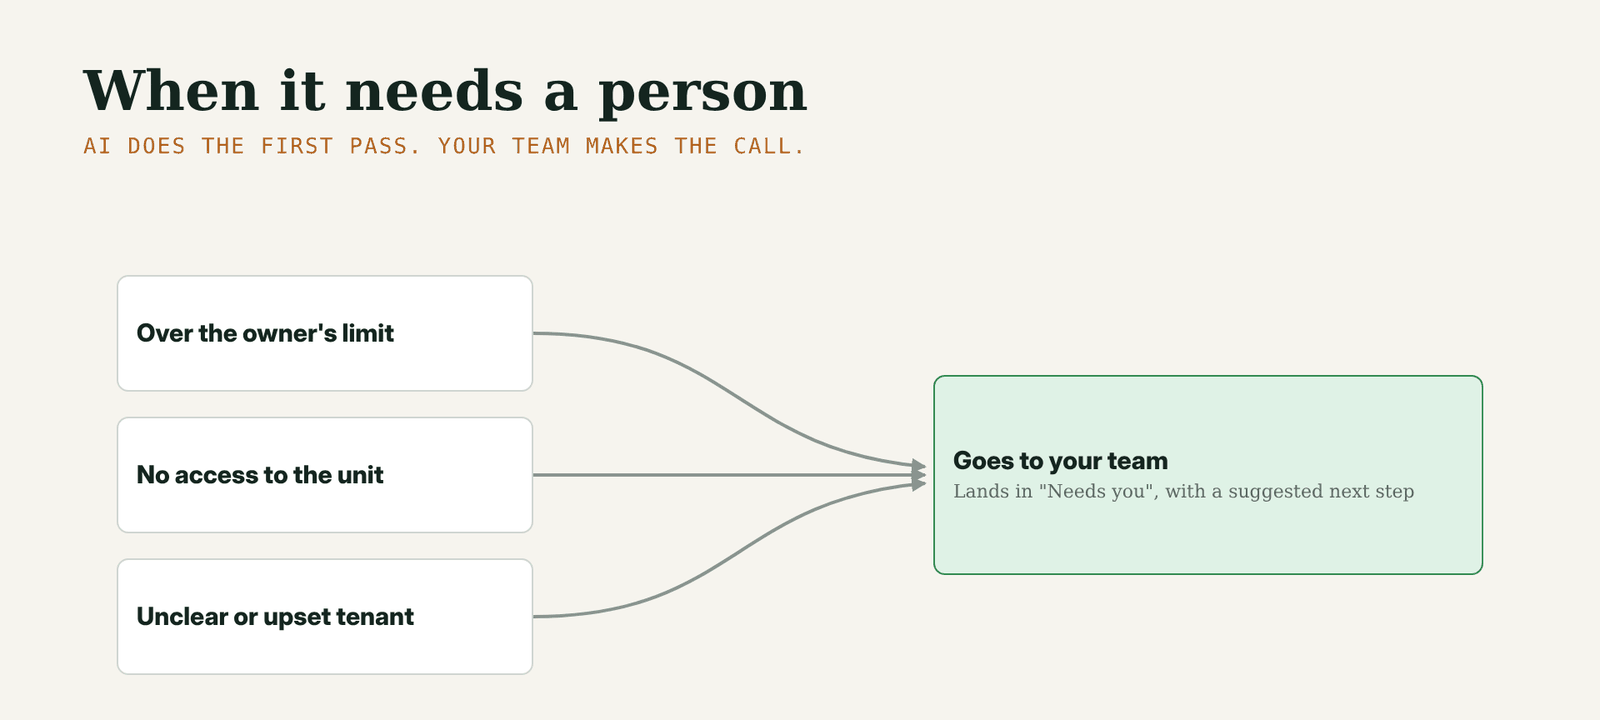 When it needs a person
AI DOES THE FIRST PASS. YOUR TEAM MAKES THE CALL.
Over the owner's limit
No access to the unit
Unclear or upset tenant
Goes to your team
Lands in "Needs you", with a suggested next step